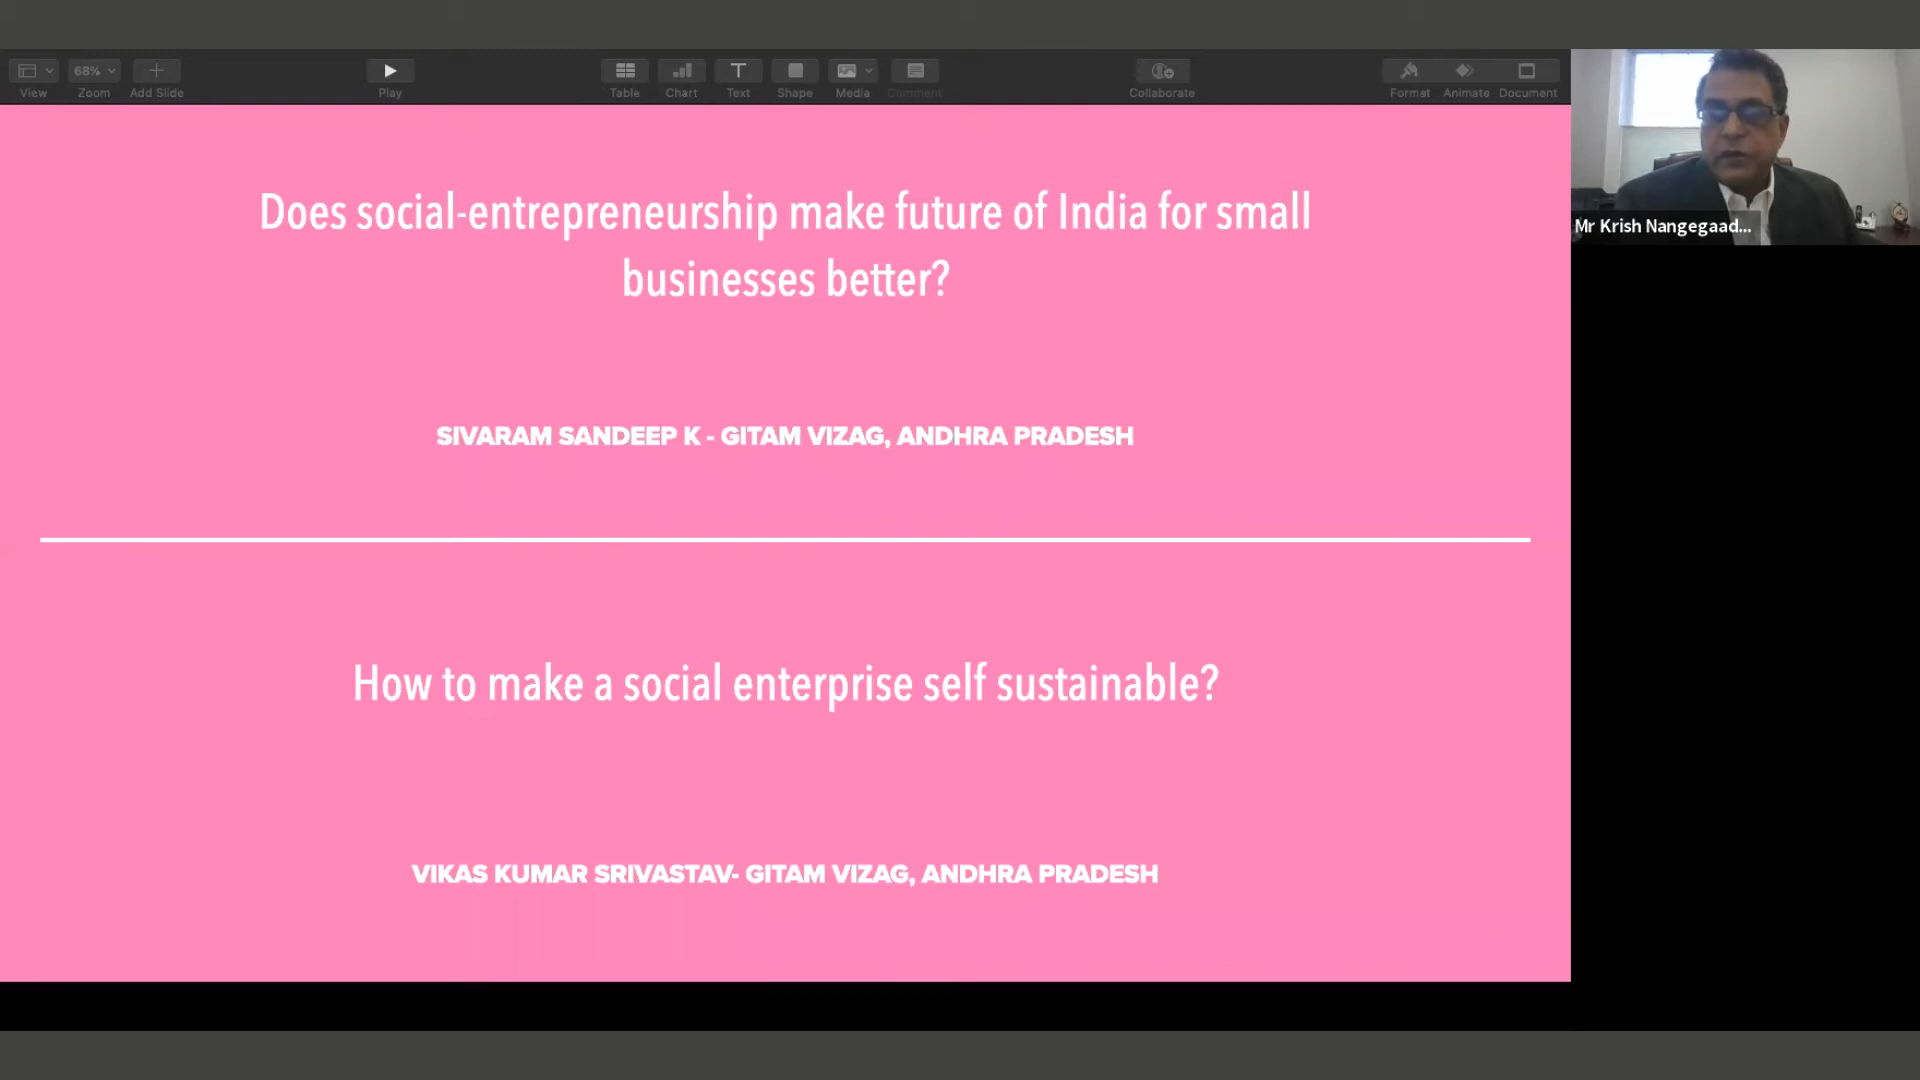 68%
View
Zoom
Add Slide
Play
Table
Chart
Text
Shape
Media
Comment
Collaborate
Format
Animate
Document
Mr Krish Nangegaad...
Does social-entrepreneurship make future of India for small
businesses better?
SIVARAM SANDEEP K - GITAM VIZAG, ANDHRA PRADESH
How to make a social enterprise self sustainable?
VIKAS KUMAR SRIVASTAV- GITAM VIZAG, ANDHRA PRADESH